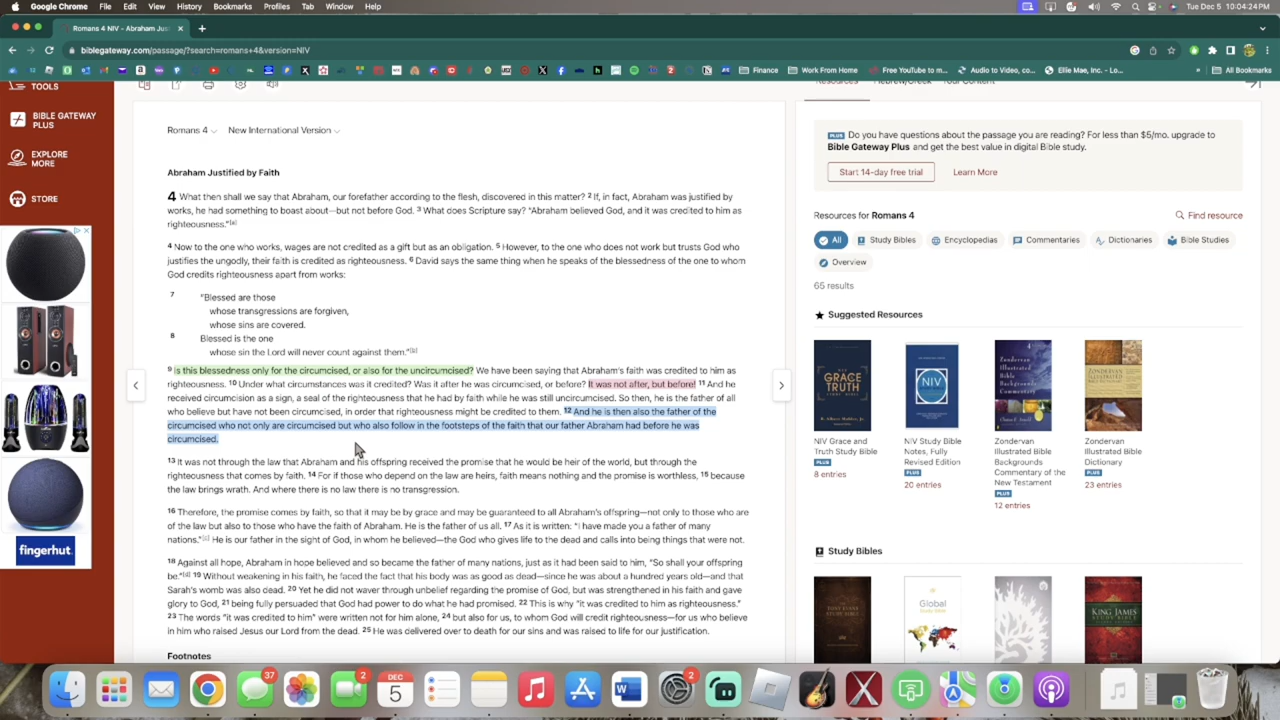 Google Chrome File Edit View History Bookmarks Profiles Tab Window Help
Tue Dec 5 10:04:24 PM
Romans 4 NIV - Abraham Jus
biblegateway.com/passage/?search=romans+4&version=NIV
Finance Work From Home Free YouTube to m... Audio to Video, co... Ellie Mae, Inc. - Lo... All Bookmarks
TOOLS
BIBLE GATEWAY
PLUS
EXPLORE
MORE
STORE
fingerhut.
Romans 4 New International Version
Abraham Justified by Faith
4 What then shall we say that Abraham, our forefather according to the flesh, discovered in this matter? 2 If, in fact, Abraham was justified by
works, he had something to boast about—but not before God. 3 What does Scripture say? "Abraham believed God, and it was credited to him as
righteousness."[a]
4 Now to the one who works, wages are not credited as a gift but as an obligation. 5 However, to the one who does not work but trusts God who
justifies the ungodly, their faith is credited as righteousness. 6 David says the same thing when he speaks of the blessedness of the one to whom
God credits righteousness apart from works:
7 "Blessed are those
whose transgressions are forgiven,
whose sins are covered.
8 Blessed is the one
whose sin the Lord will never count against them."[b]
9 Is this blessedness only for the circumcised, or also for the uncircumcised? We have been saying that Abraham's faith was credited to him as
righteousness. 10 Under what circumstances was it credited? Was it after he was circumcised, or before? It was not after, but before! 11 And he
received circumcision as a sign, a seal of the righteousness that he had by faith while he was still uncircumcised. So then, he is the father of all
who believe but have not been circumcised, in order that righteousness might be credited to them. 12 And he is then also the father of the
circumcised who not only are circumcised but who also follow in the footsteps of the faith that our father Abraham had before he was
circumcised.
13 It was not through the law that Abraham and his offspring received the promise that he would be heir of the world, but through the
righteousness that comes by faith. 14 For if those who depend on the law are heirs, faith means nothing and the promise is worthless, 15 because
the law brings wrath. And where there is no law there is no transgression.
16 Therefore, the promise comes by faith, so that it may be by grace and may be guaranteed to all Abraham's offspring—not only to those who are
of the law but also to those who have the faith of Abraham. He is the father of us all. 17 As it is written: "I have made you a father of many
nations."[c] He is our father in the sight of God, in whom he believed—the God who gives life to the dead and calls into being things that were not.
18 Against all hope, Abraham in hope believed and so became the father of many nations, just as it had been said to him, "So shall your offspring
be."[d] 19 Without weakening in his faith, he faced the fact that his body was as good as dead—since he was about a hundred years old—and that
Sarah's womb was also dead. 20 Yet he did not waver through unbelief regarding the promise of God, but was strengthened in his faith and gave
glory to God, 21 being fully persuaded that God had power to do what he had promised. 22 This is why "it was credited to him as righteousness."
23 The words "it was credited to him" were written not for him alone, 24 but also for us, to whom God will credit righteousness—for us who believe
in him who raised Jesus our Lord from the dead. 25 He was delivered over to death for our sins and was raised to life for our justification.
Footnotes
Resources Hebrew/Greek Your Content
PLUS Do you have questions about the passage you are reading? For less than $5/mo. upgrade to
Bible Gateway Plus and get the best value in digital Bible study.
Start 14-day free trial Learn More
Resources for Romans 4 Find resource
All Study Bibles Encyclopedias Commentaries Dictionaries Bible Studies
Overview
65 results
Suggested Resources
GRACE
TRUTH
NIV
NIV Grace and
Truth Study Bible
PLUS
8 entries
NIV Study Bible
Notes, Fully
Revised Edition
PLUS
20 entries
Zondervan
Illustrated Bible
Backgrounds
Commentary of the
New Testament
PLUS
12 entries
Zondervan
Illustrated Bible
Dictionary
PLUS
23 entries
Study Bibles
Global
KING JAMES
37
2
DEC
5
2